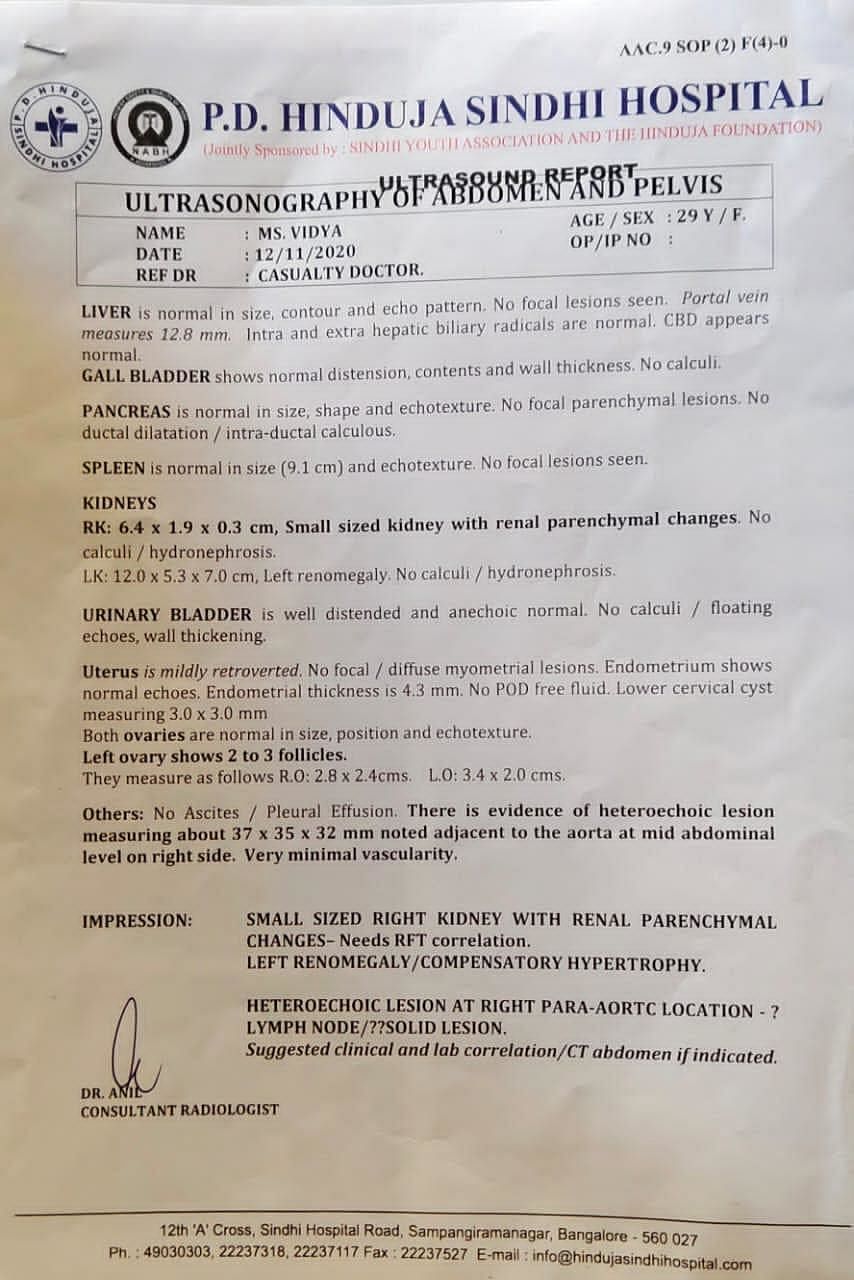 AAC.9 SOP (2) F(4)-0
P.D. HINDUJA SINDHI HOSPITAL
P.D. HINDUJA SINDHI HOSPITAL
NABH
(Jointly Sponsored by : SINDHI YOUTH ASSOCIATION AND THE HINDUJA FOUNDATION)
ULTRASOUND REPORT
ULTRASONOGRAPHY OF ABDOMEN AND PELVIS
NAME : MS. VIDYA AGE / SEX : 29 Y / F.
DATE : 12/11/2020 OP/IP NO :
REF DR : CASUALTY DOCTOR.
LIVER is normal in size, contour and echo pattern. No focal lesions seen. Portal vein
measures 12.8 mm. Intra and extra hepatic biliary radicals are normal. CBD appears
normal.
GALL BLADDER shows normal distension, contents and wall thickness. No calculi.
PANCREAS is normal in size, shape and echotexture. No focal parenchymal lesions. No
ductal dilatation / intra-ductal calculous.
SPLEEN is normal in size (9.1 cm) and echotexture. No focal lesions seen.
KIDNEYS
RK: 6.4 x 1.9 x 0.3 cm, Small sized kidney with renal parenchymal changes. No
calculi / hydronephrosis.
LK: 12.0 x 5.3 x 7.0 cm, Left renomegaly. No calculi / hydronephrosis.
URINARY BLADDER is well distended and anechoic normal. No calculi / floating
echoes, wall thickening.
Uterus is mildly retroverted. No focal / diffuse myometrial lesions. Endometrium shows
normal echoes. Endometrial thickness is 4.3 mm. No POD free fluid. Lower cervical cyst
measuring 3.0 x 3.0 mm
Both ovaries are normal in size, position and echotexture.
Left ovary shows 2 to 3 follicles.
They measure as follows R.O: 2.8 x 2.4cms. L.O: 3.4 x 2.0 cms.
Others: No Ascites / Pleural Effusion. There is evidence of heteroechoic lesion
measuring about 37 x 35 x 32 mm noted adjacent to the aorta at mid abdominal
level on right side. Very minimal vascularity.
IMPRESSION: SMALL SIZED RIGHT KIDNEY WITH RENAL PARENCHYMAL
CHANGES– Needs RFT correlation.
LEFT RENOMEGALY/COMPENSATORY HYPERTROPHY.
HETEROECHOIC LESION AT RIGHT PARA-AORTC LOCATION - ?
LYMPH NODE/??SOLID LESION.
Suggested clinical and lab correlation/CT abdomen if indicated.
DR. ANIL
CONSULTANT RADIOLOGIST
12th 'A' Cross, Sindhi Hospital Road, Sampangiramanagar, Bangalore - 560 027
Ph. : 49030303, 22237318, 22237117 Fax : 22237527 E-mail : info@hindujasindhihospital.com